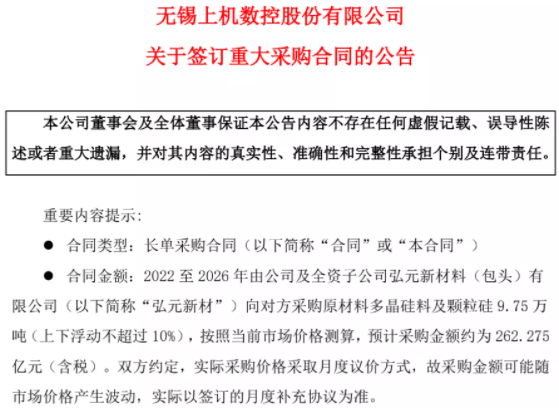 无锡上机数控股份有限公司
关于签订重大采购合同的公告
本公司董事会及全体董事保证本公告内容不存在任何虚假记载、误导性陈
述或者重大遗漏，并对其内容的真实性、准确性和完整性承担个别及连带责任。
重要内容提示:
● 合同类型：长单采购合同（以下简称“合同”或“本合同”）
● 合同金额：2022 至 2026 年由公司及全资子公司弘元新材料（包头）有
限公司（以下简称“弘元新材”）向对方采购原材料多晶硅料及颗粒硅 9.75 万
吨（上下浮动不超过 10%），按照当前市场价格测算，预计采购金额约为 262.275
亿元（含税）。双方约定，实际采购价格采取月度议价方式，故采购金额可能随
市场价格产生波动，实际以签订的月度补充协议为准。